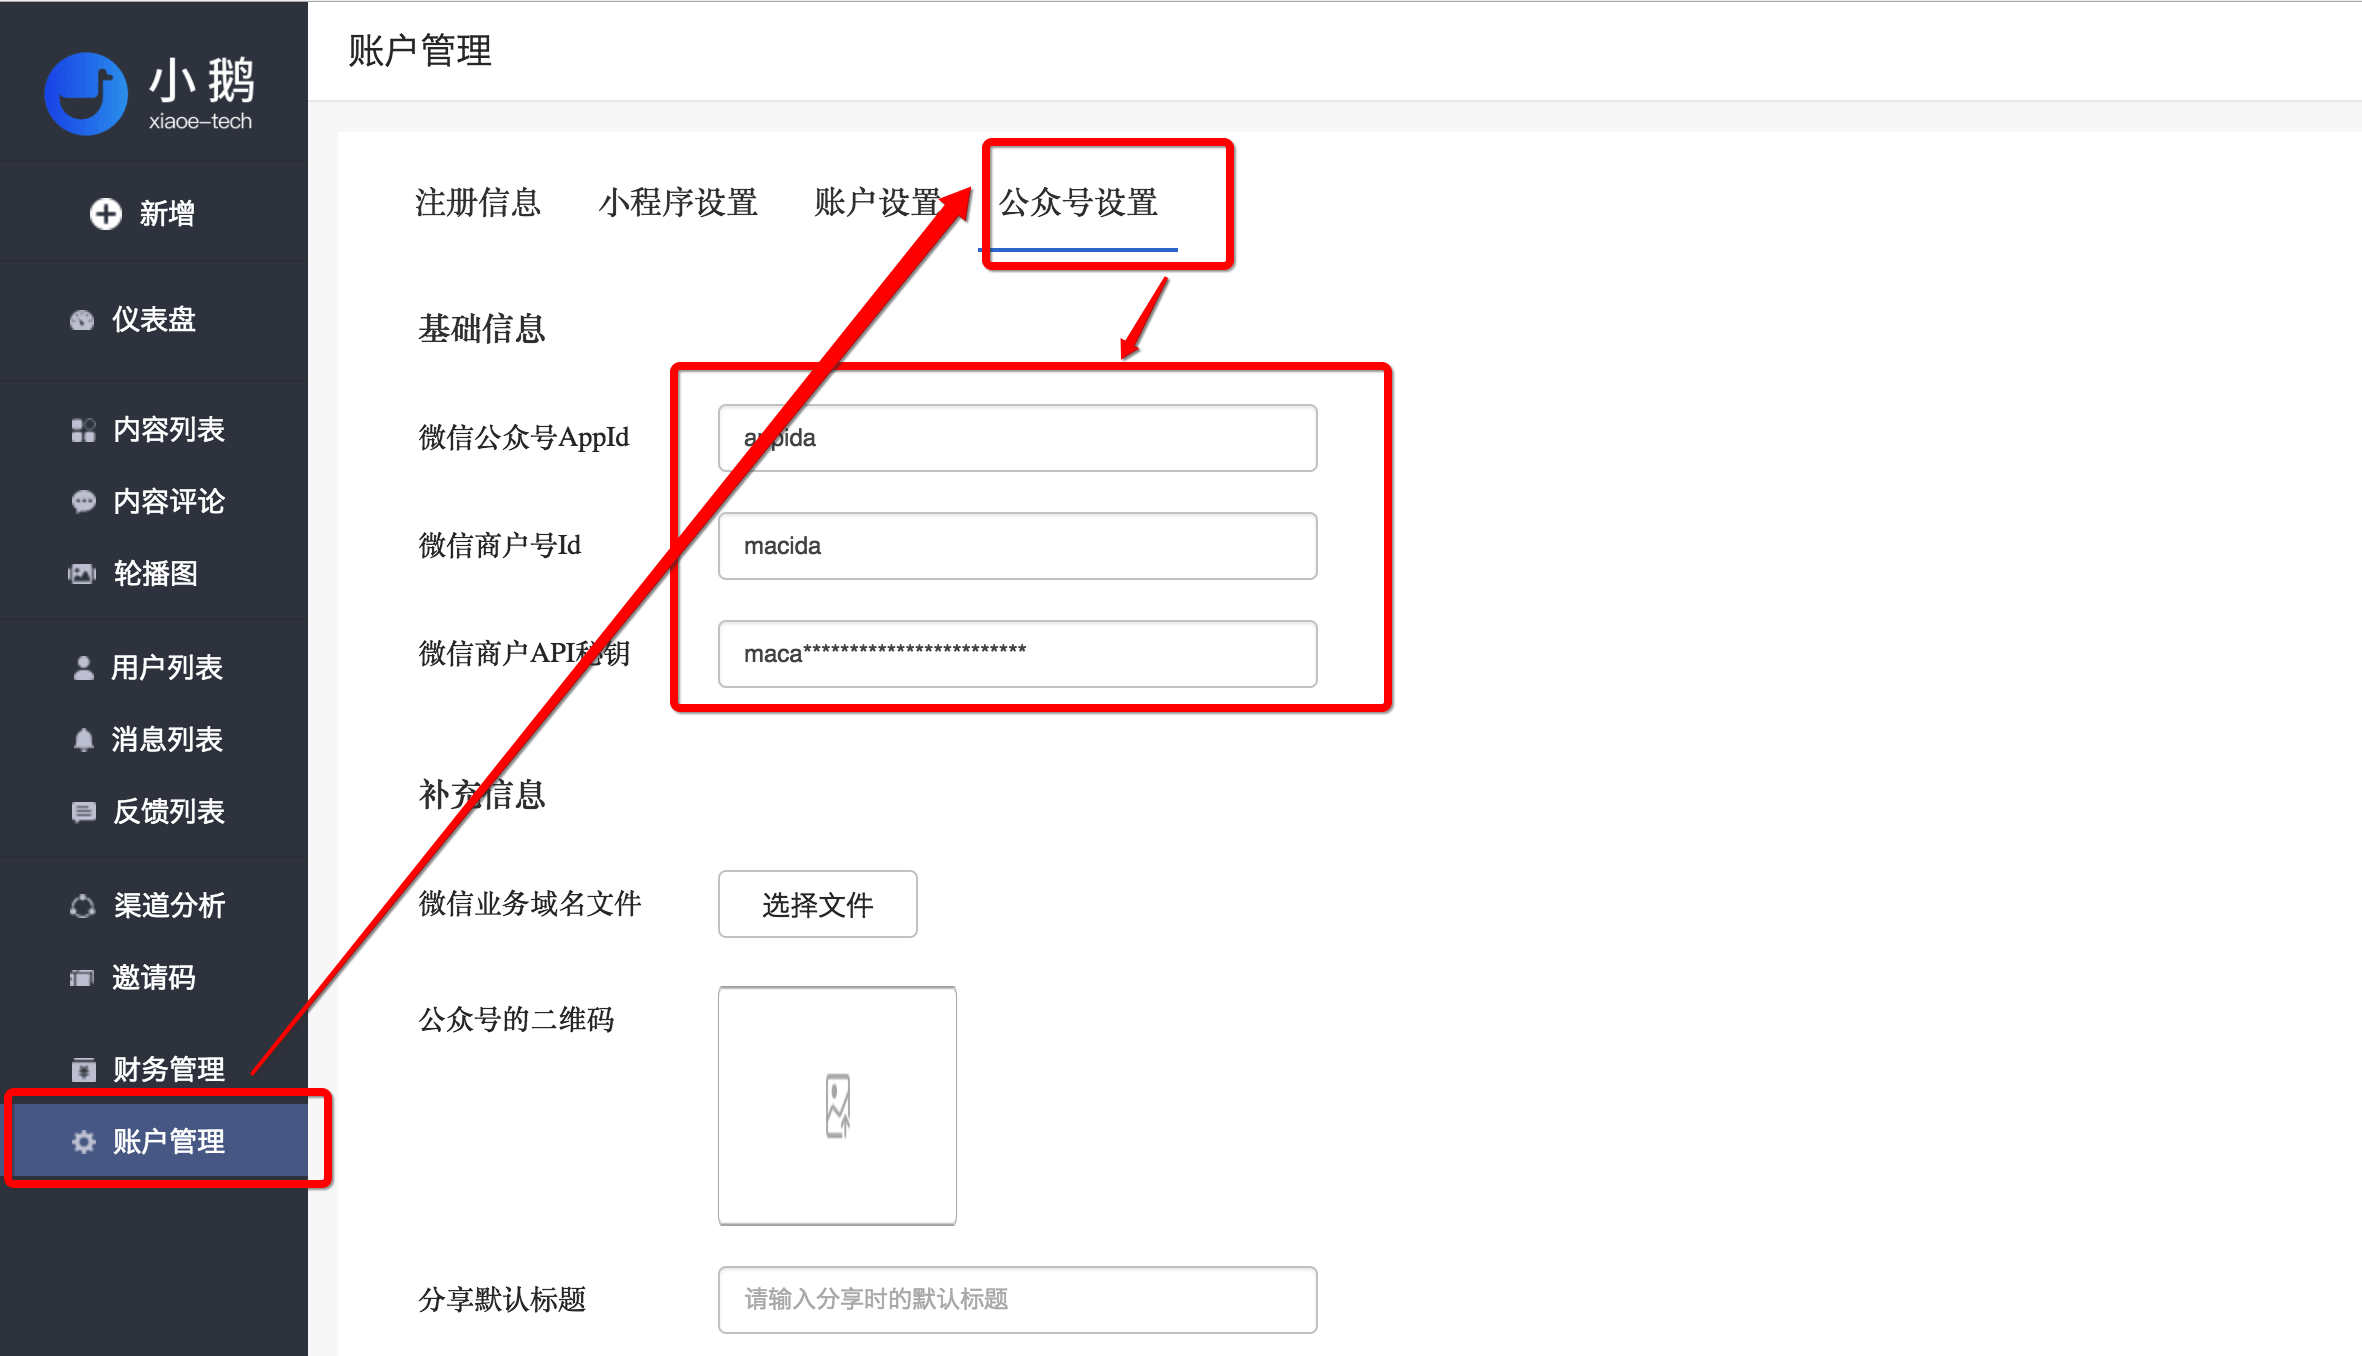 小鹅
xiaoe-tech
新增
仪表盘
内容列表
内容评论
轮播图
用户列表
消息列表
反馈列表
渠道分析
邀请码
财务管理
账户管理
账户管理
注册信息 小程序设置 账户设置 公众号设置
基础信息
微信公众号AppId appida
微信商户号Id macida
微信商户API秘钥 maca************************
补充信息
微信业务域名文件 选择文件
公众号的二维码
分享默认标题 请输入分享时的默认标题